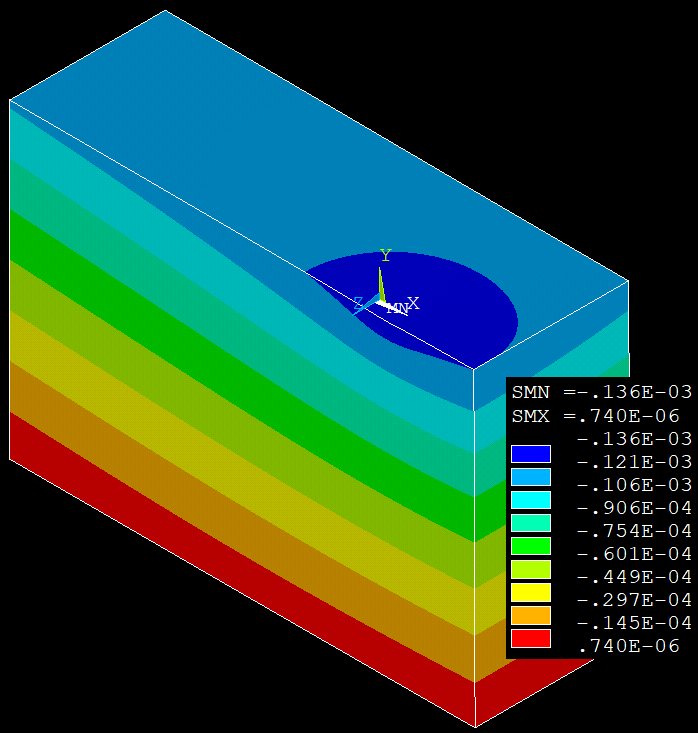 Y
Z
MN
X
SMN =-.136E-03
SMX =.740E-06
-.136E-03
-.121E-03
-.106E-03
-.906E-04
-.754E-04
-.601E-04
-.449E-04
-.297E-04
-.145E-04
.740E-06